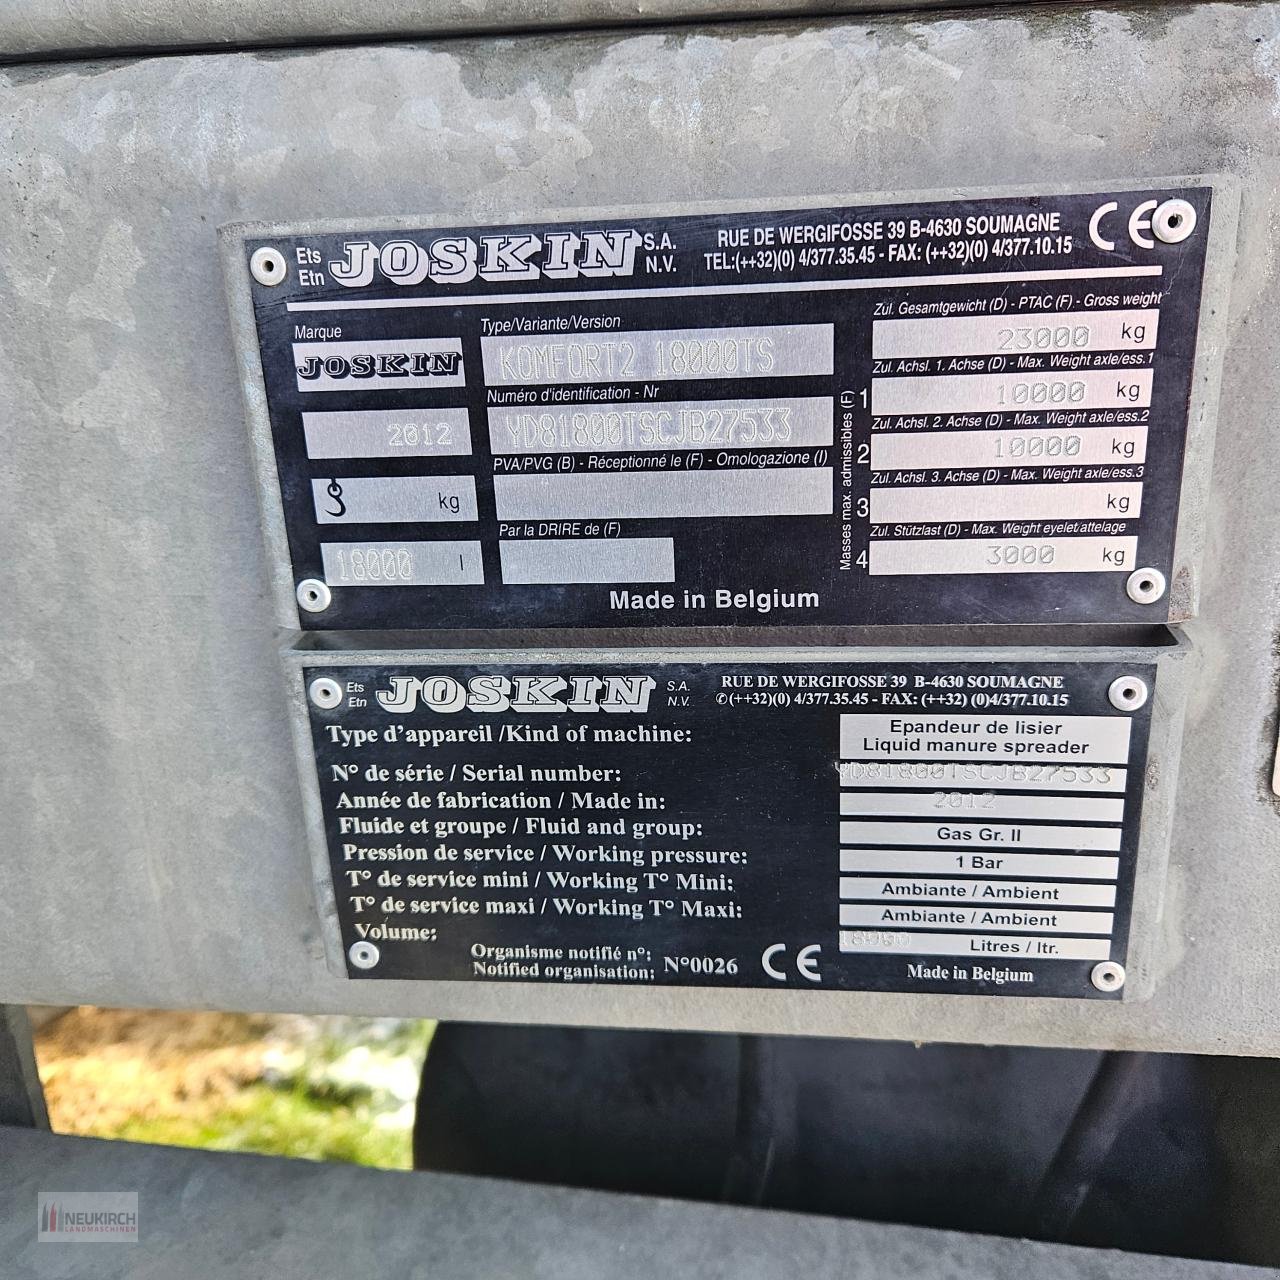 Ets
Etn
JOSKIN
S.A.
N.V.
RUE DE WERGIFOSSE 39 B-4630 SOUMAGNE
TEL:(++32)(0) 4/377.35.45 - FAX: (++32)(0) 4/377.10.15
CE
Marque
JOSKIN
2012
kg
18000 l
Type/Variante/Version
KOMFORT2 18000TS
Numéro d'identification - Nr
YD81800TSCJB27533
PVA/PVG (B) - Réceptionné le (F) - Omologazione (I)
Par la DRIRE de (F)
Masses max. admissibles (F)
Zul. Gesamtgewicht (D) - PTAC (F) - Gross weight
23000 kg
Zul. Achsl. 1. Achse (D) - Max. Weight axle/ess.1
1 10000 kg
Zul. Achsl. 2. Achse (D) - Max. Weight axle/ess.2
2 10000 kg
Zul. Achsl. 3. Achse (D) - Max. Weight axle/ess.3
3 kg
Zul. Stützlast (D) - Max. Weight eyelet/attelage
4 3000 kg
Made in Belgium
Ets
Etn
JOSKIN
S.A.
N.V.
RUE DE WERGIFOSSE 39 B-4630 SOUMAGNE
✆(++32)(0) 4/377.35.45 - FAX: (++32) (0)4/377.10.15
Type d'appareil /Kind of machine: Epandeur de lisier
Liquid manure spreader
N° de série / Serial number: YD81800TSCJB27533
Année de fabrication / Made in: 2012
Fluide et groupe / Fluid and group: Gas Gr. II
Pression de service / Working pressure: 1 Bar
T° de service mini / Working T° Mini: Ambiante / Ambient
T° de service maxi / Working T° Maxi: Ambiante / Ambient
Volume: 18000 Litres / ltr.
Organisme notifié n°:
Notified organisation: N°0026
CE
Made in Belgium
NEUKIRCH
LANDMASCHINEN